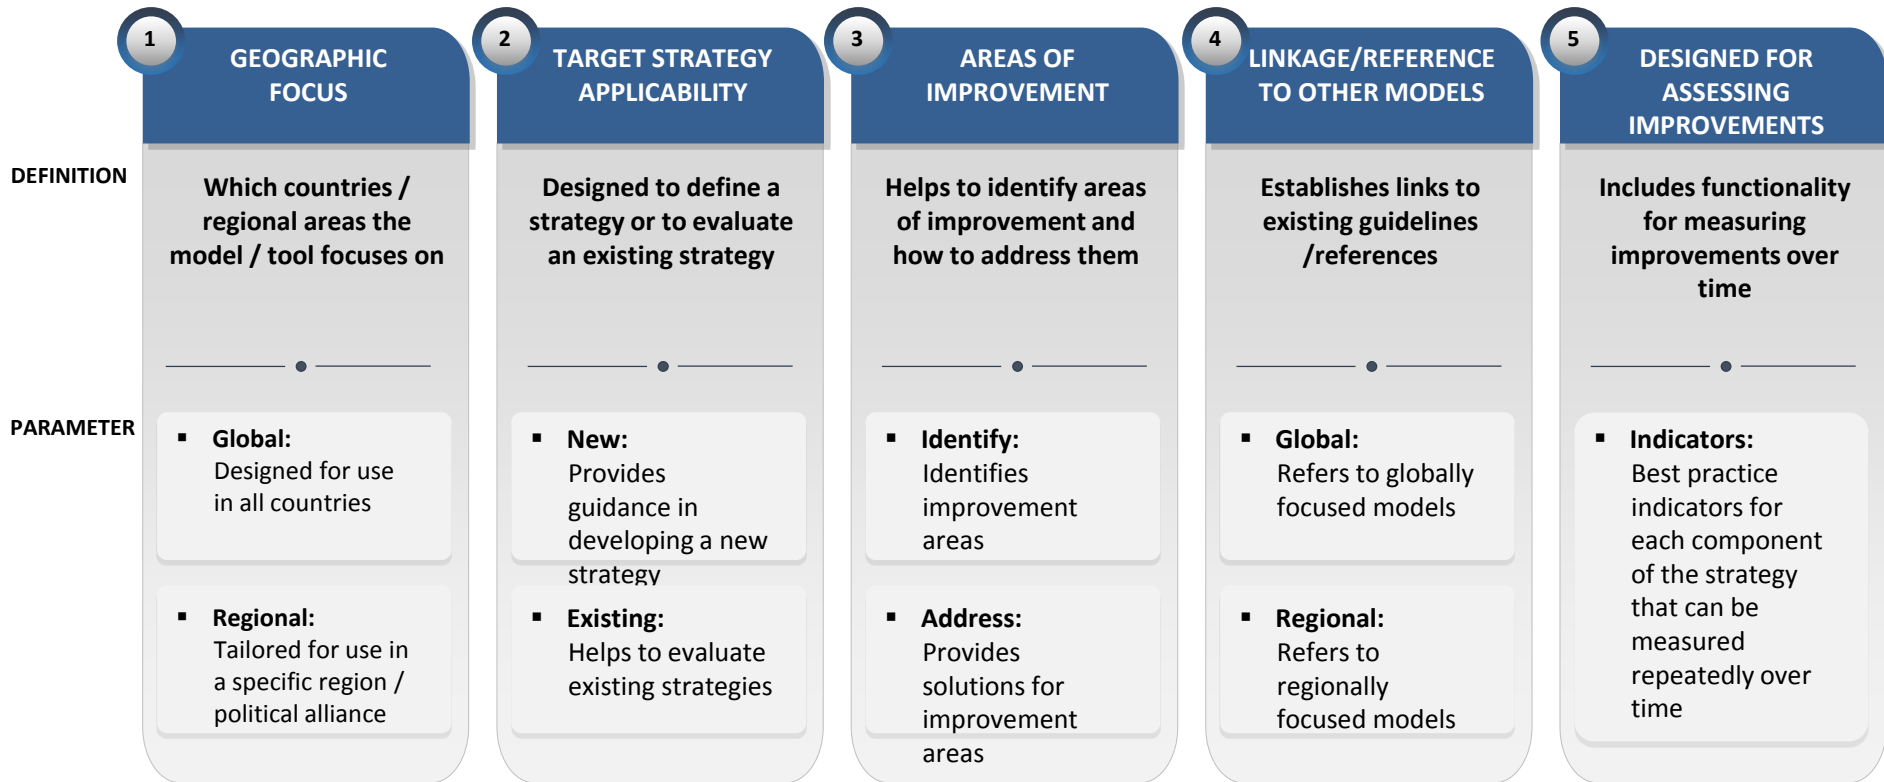 1
GEOGRAPHIC
FOCUS
2
TARGET STRATEGY
APPLICABILITY
3
AREAS OF
IMPROVEMENT
4
LINKAGE/REFERENCE
TO OTHER MODELS
5
DESIGNED FOR
ASSESSING
IMPROVEMENTS
DEFINITION
Which countries /
regional areas the
model / tool focuses on
Designed to define a
strategy or to evaluate
an existing strategy
Helps to identify areas
of improvement and
how to address them
Establishes links to
existing guidelines
/references
Includes functionality
for measuring
improvements over
time
PARAMETER
▪ Global:
Designed for use
in all countries
▪ Regional:
Tailored for use in
a specific region /
political alliance
▪ New:
Provides
guidance in
developing a new
strategy
▪ Existing:
Helps to evaluate
existing strategies
▪ Identify:
Identifies
improvement
areas
▪ Address:
Provides
solutions for
improvement
areas
▪ Global:
Refers to globally
focused models
▪ Regional:
Refers to
regionally
focused models
▪ Indicators:
Best practice
indicators for
each component
of the strategy
that can be
measured
repeatedly over
time